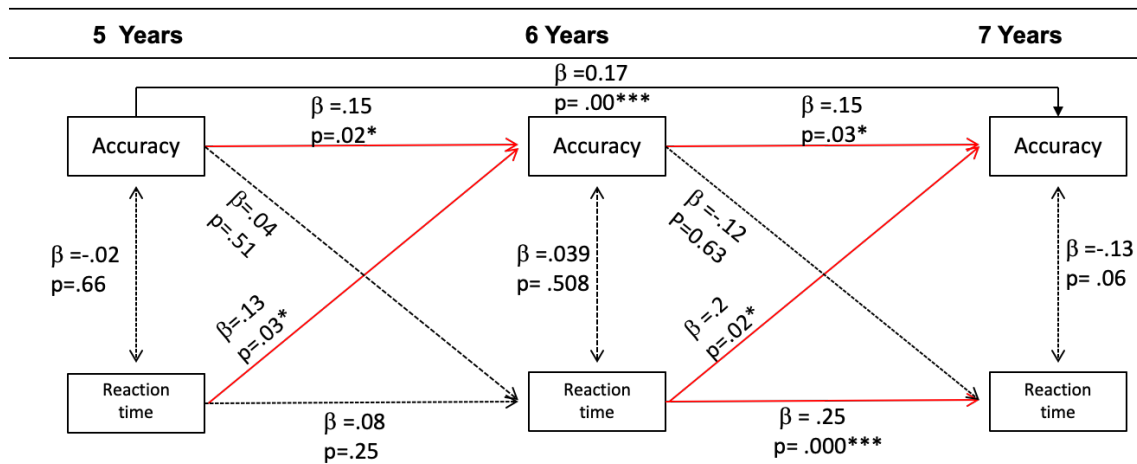 5 Years
6 Years
7 Years
β =0.17
p= .00***
β =.15
p=.02*
β =.15
p=.03*
Accuracy
Accuracy
Accuracy
β=.04
p=.51
β =-.12
P=0.63
β =-.02
p=.66
β =.039
p= .508
β =-.13
p= .06
β=.13
p=.03*
β =.2
p=.02*
Reaction
time
Reaction
time
Reaction
time
β =.08
p=.25
β = .25
p= .000***